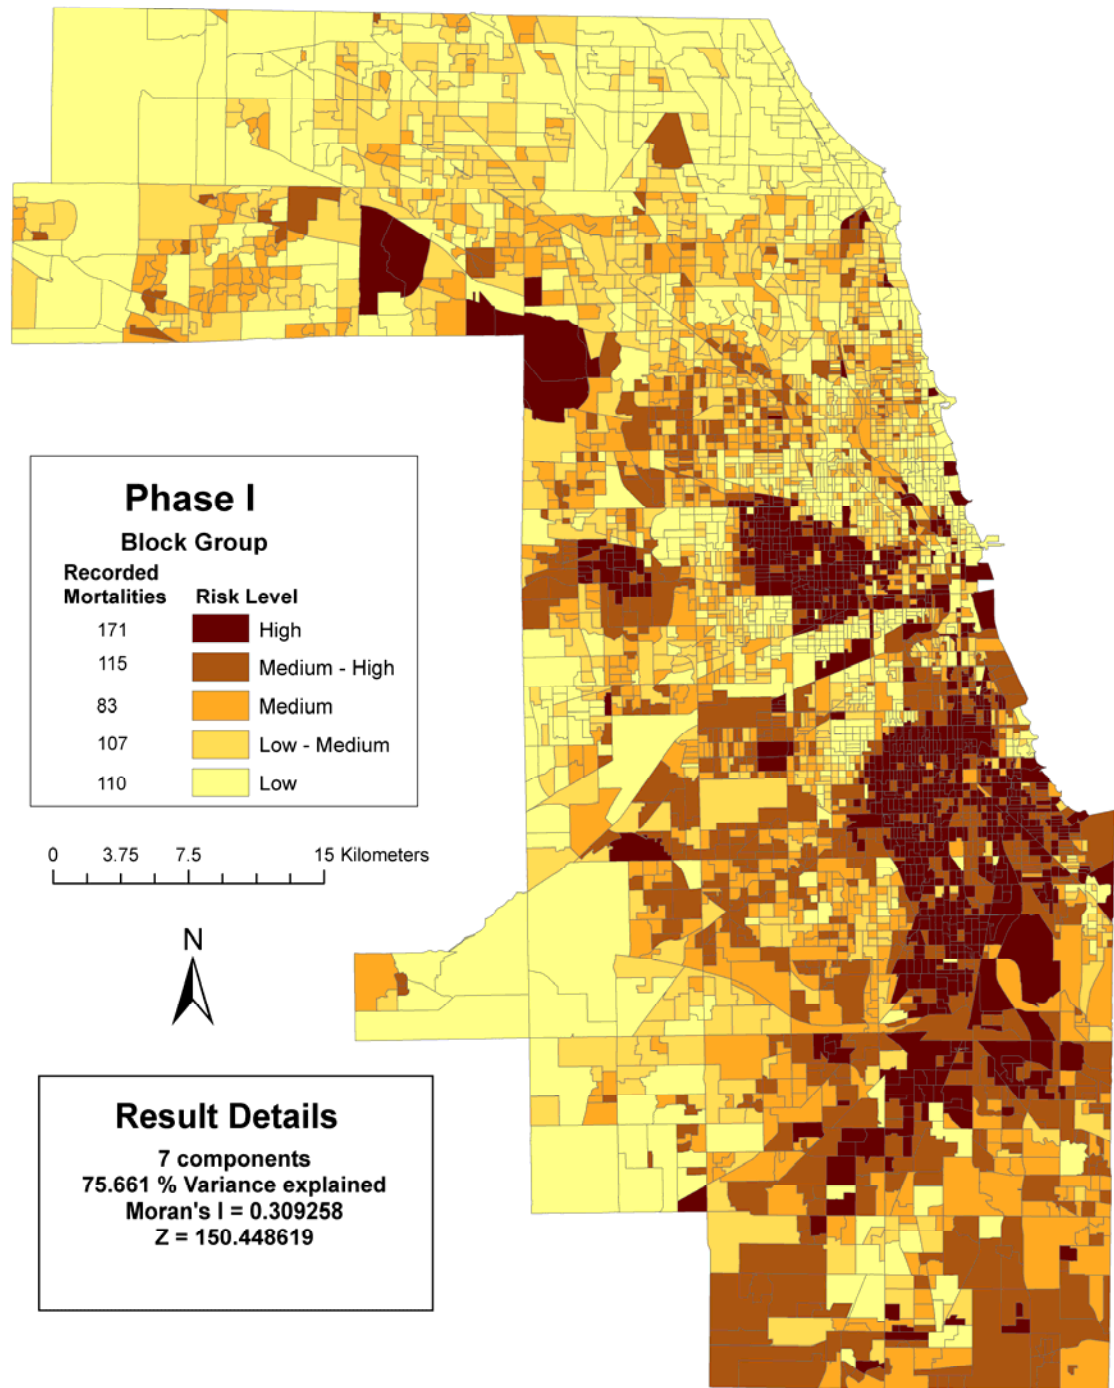 Phase I
Block Group
Recorded
Mortalities Risk Level
171 High
115 Medium - High
83 Medium
107 Low - Medium
110 Low
0 3.75 7.5 15 Kilometers
N
Result Details
7 components
75.661 % Variance explained
Moran's I = 0.309258
Z = 150.448619